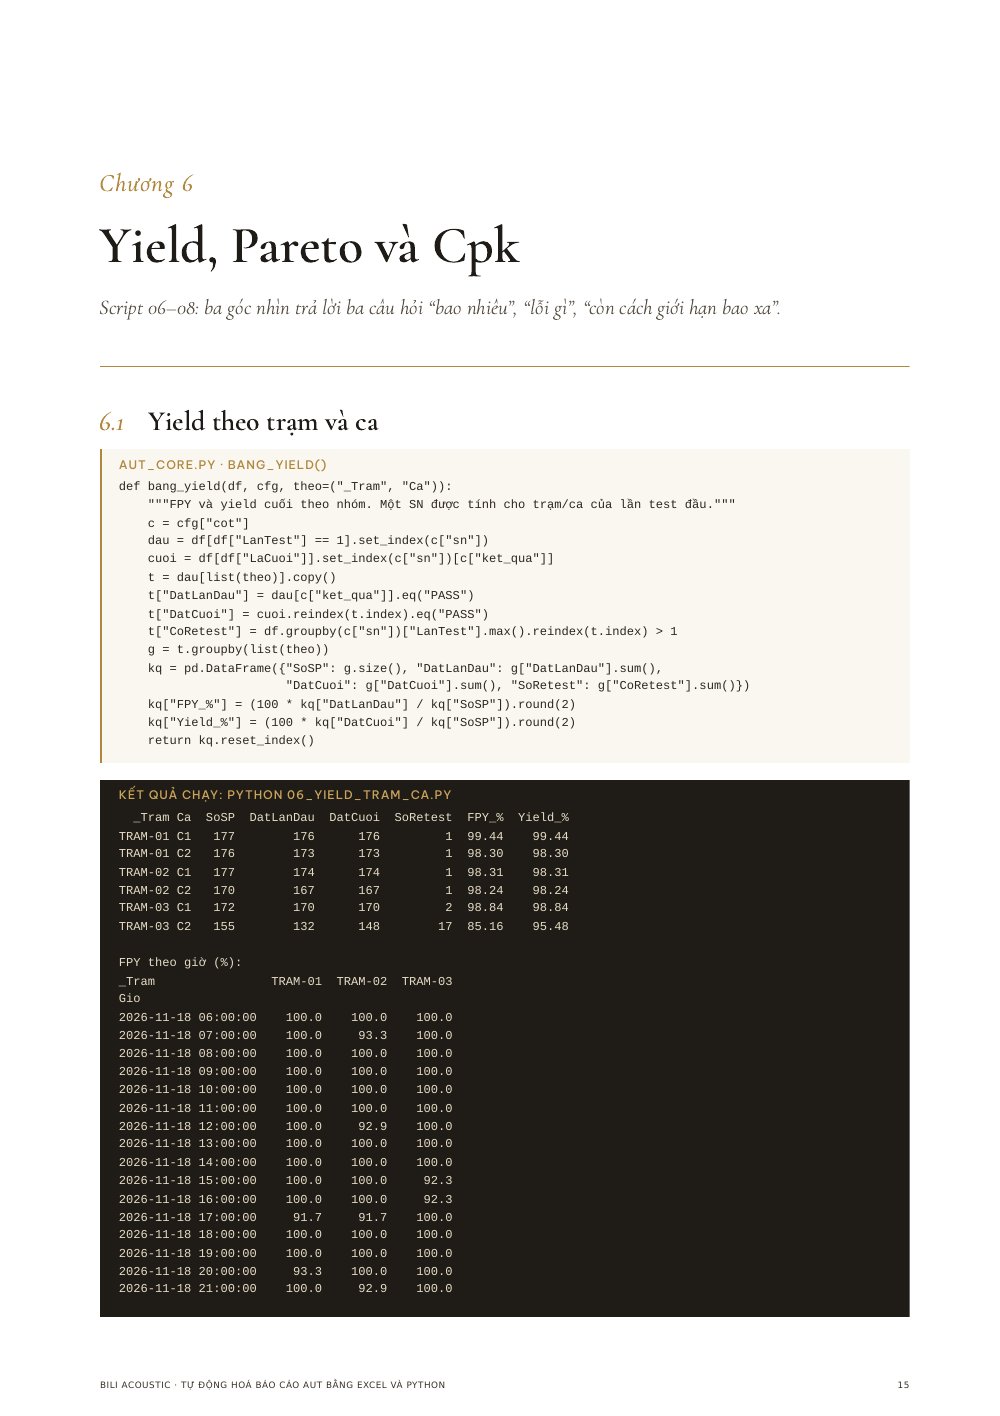 Chương 6
Yield, Pareto và Cpk
Script 06–08: ba góc nhìn trả lời ba câu hỏi “bao nhiêu”, “lỗi gì”, “còn cách giới hạn bao xa”.
6.1 Yield theo trạm và ca
AUT_CORE.PY · BANG_YIELD()
def bang_yield(df, cfg, theo=("_Tram", "Ca")):
    """FPY và yield cuối theo nhóm. Một SN được tính cho trạm/ca của lần test đầu."""
    c = cfg["cot"]
    dau = df[df["LanTest"] == 1].set_index(c["sn"])
    cuoi = df[df["LaCuoi"]].set_index(c["sn"])[c["ket_qua"]]
    t = dau[list(theo)].copy()
    t["DatLanDau"] = dau[c["ket_qua"]].eq("PASS")
    t["DatCuoi"] = cuoi.reindex(t.index).eq("PASS")
    t["CoRetest"] = df.groupby(c["sn"])["LanTest"].max().reindex(t.index) > 1
    g = t.groupby(list(theo))
    kq = pd.DataFrame({"SoSP": g.size(), "DatLanDau": g["DatLanDau"].sum(),
                       "DatCuoi": g["DatCuoi"].sum(), "SoRetest": g["CoRetest"].sum()})
    kq["FPY_%"] = (100 * kq["DatLanDau"] / kq["SoSP"]).round(2)
    kq["Yield_%"] = (100 * kq["DatCuoi"] / kq["SoSP"]).round(2)
    return kq.reset_index()
KẾT QUẢ CHẠY: PYTHON 06_YIELD_TRAM_CA.PY
  _Tram Ca  SoSP  DatLanDau  DatCuoi  SoRetest  FPY_%  Yield_%
TRAM-01 C1   177        176      176         1  99.44    99.44
TRAM-01 C2   176        173      173         1  98.30    98.30
TRAM-02 C1   177        174      174         1  98.31    98.31
TRAM-02 C2   170        167      167         1  98.24    98.24
TRAM-03 C1   172        170      170         2  98.84    98.84
TRAM-03 C2   155        132      148        17  85.16    95.48
FPY theo giờ (%):
_Tram                TRAM-01  TRAM-02  TRAM-03
Gio
2026-11-18 06:00:00    100.0    100.0    100.0
2026-11-18 07:00:00    100.0     93.3    100.0
2026-11-18 08:00:00    100.0    100.0    100.0
2026-11-18 09:00:00    100.0    100.0    100.0
2026-11-18 10:00:00    100.0    100.0    100.0
2026-11-18 11:00:00    100.0    100.0    100.0
2026-11-18 12:00:00    100.0     92.9    100.0
2026-11-18 13:00:00    100.0    100.0    100.0
2026-11-18 14:00:00    100.0    100.0    100.0
2026-11-18 15:00:00    100.0    100.0     92.3
2026-11-18 16:00:00    100.0    100.0     92.3
2026-11-18 17:00:00     91.7     91.7    100.0
2026-11-18 18:00:00    100.0    100.0    100.0
2026-11-18 19:00:00    100.0    100.0    100.0
2026-11-18 20:00:00     93.3    100.0    100.0
2026-11-18 21:00:00    100.0     92.9    100.0
BILI ACOUSTIC · TỰ ĐỘNG HOÁ BÁO CÁO AUT BẰNG EXCEL VÀ PYTHON 15